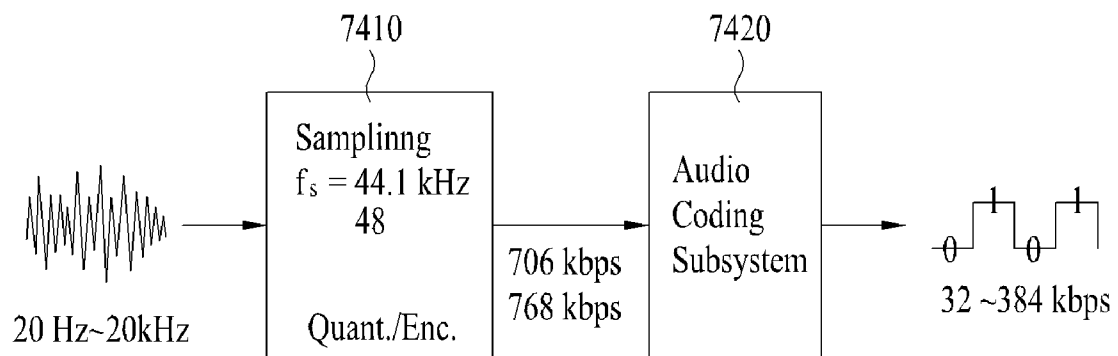 7410
7420
Samplinng
fs = 44.1 kHz
48
Quant./Enc.
Audio
Coding
Subsystem
20 Hz~20kHz
706 kbps
768 kbps
0 1 0 1
32 ~384 kbps